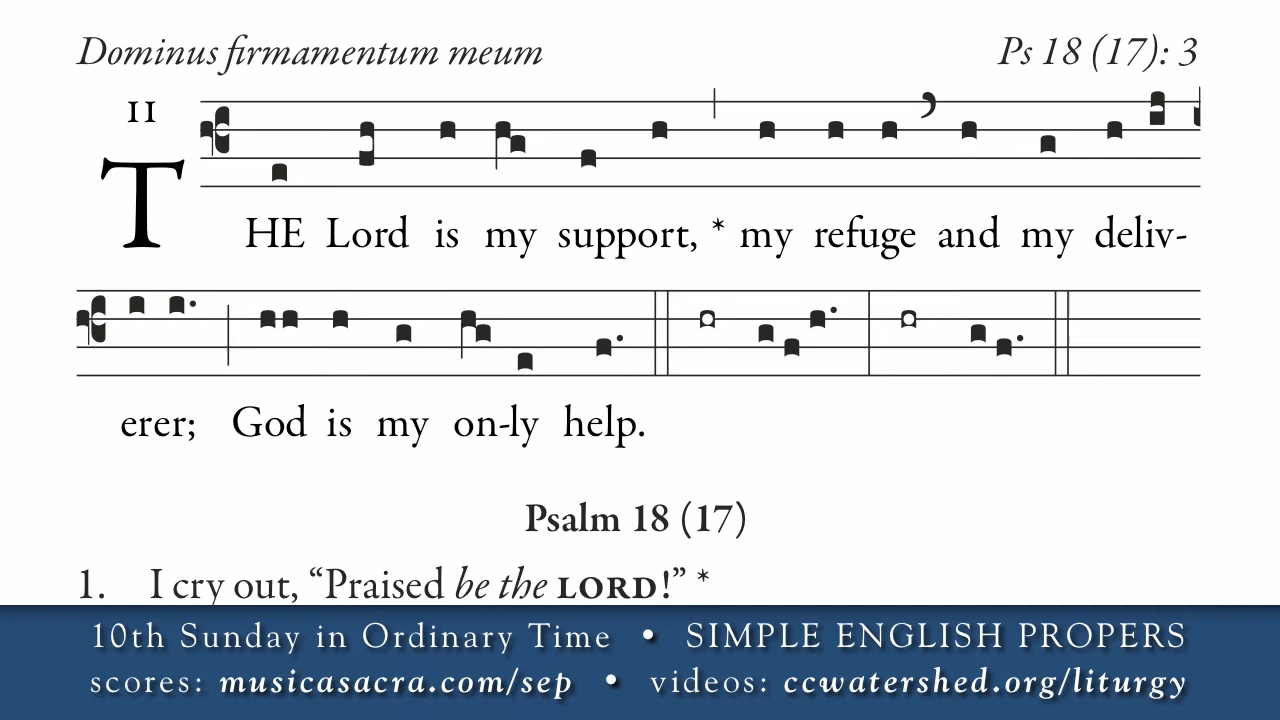 Dominus firmamentum meum Ps 18 (17): 3
II
THE Lord is my support, * my refuge and my deliv-
erer; God is my on-ly help.
Psalm 18 (17)
1. I cry out, “Praised be the LORD!” *
10th Sunday in Ordinary Time • SIMPLE ENGLISH PROPERS
scores: musicasacra.com/sep • videos: ccwatershed.org/liturgy